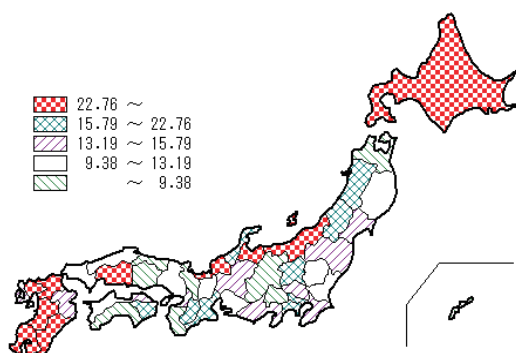 22.76 ～
15.79 ～ 22.76
13.19 ～ 15.79
9.38 ～ 13.19
～ 9.38